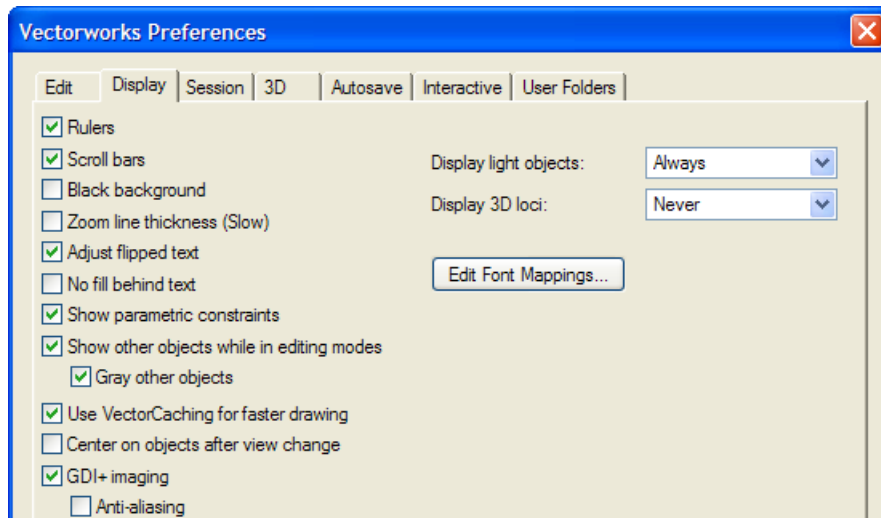 Vectorworks Preferences
Edit Display Session 3D Autosave Interactive User Folders
Rulers
Scroll bars
Display light objects: Always
Black background
Display 3D loci: Never
Zoom line thickness (Slow)
Adjust flipped text
Edit Font Mappings...
No fill behind text
Show parametric constraints
Show other objects while in editing modes
Gray other objects
Use VectorCaching for faster drawing
Center on objects after view change
GDI+ imaging
Anti-aliasing